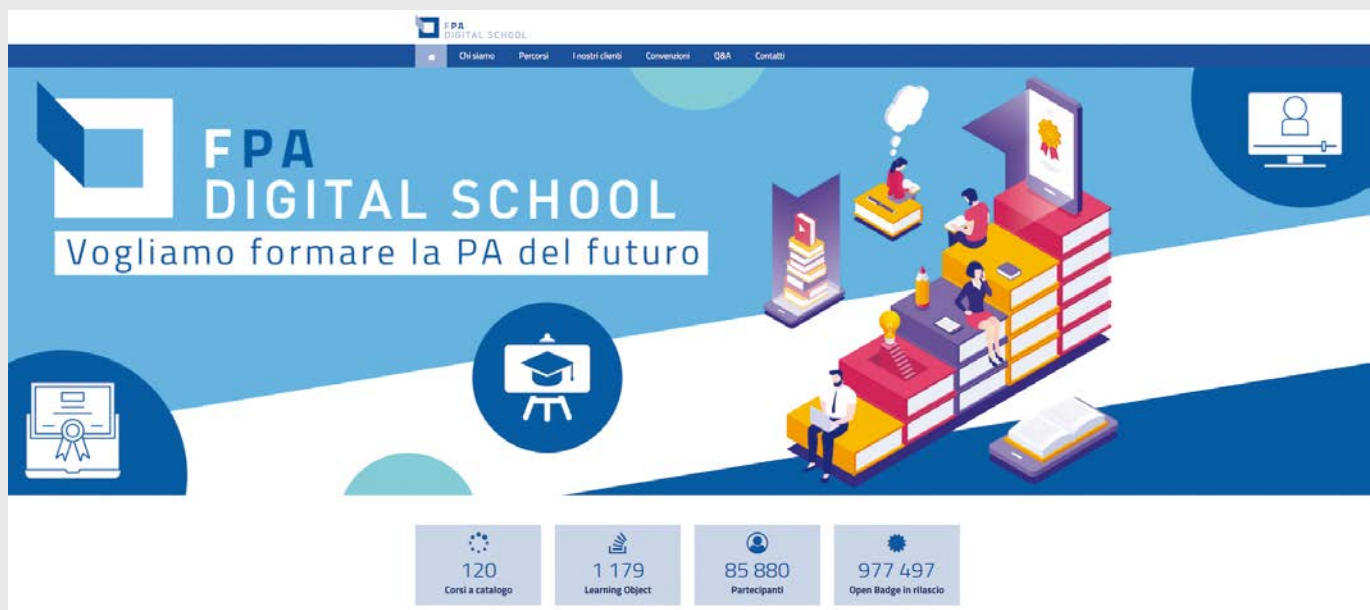 FPA
DIGITAL SCHOOL
Chi siamo Percorsi I nostri clienti Convenzioni Q&A Contatti
FPA
DIGITAL SCHOOL
Vogliamo formare la PA del futuro
120
Corsi a catalogo
1 179
Learning Object
85 880
Partecipanti
977 497
Open Badge in rilascio